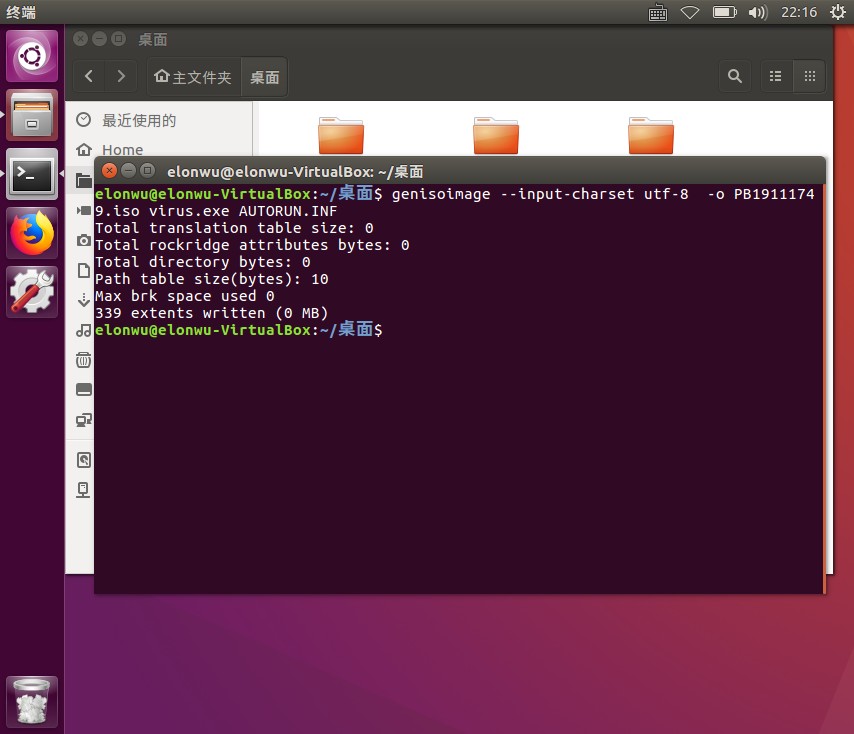 终端
22:16
桌面
主文件夹 桌面
最近使用的
Home
elonwu@elonwu-VirtualBox: ~/桌面
elonwu@elonwu-VirtualBox:~/桌面$ genisoimage --input-charset utf-8  -o PB1911174
9.iso virus.exe AUTORUN.INF
Total translation table size: 0
Total rockridge attributes bytes: 0
Total directory bytes: 0
Path table size(bytes): 10
Max brk space used 0
339 extents written (0 MB)
elonwu@elonwu-VirtualBox:~/桌面$